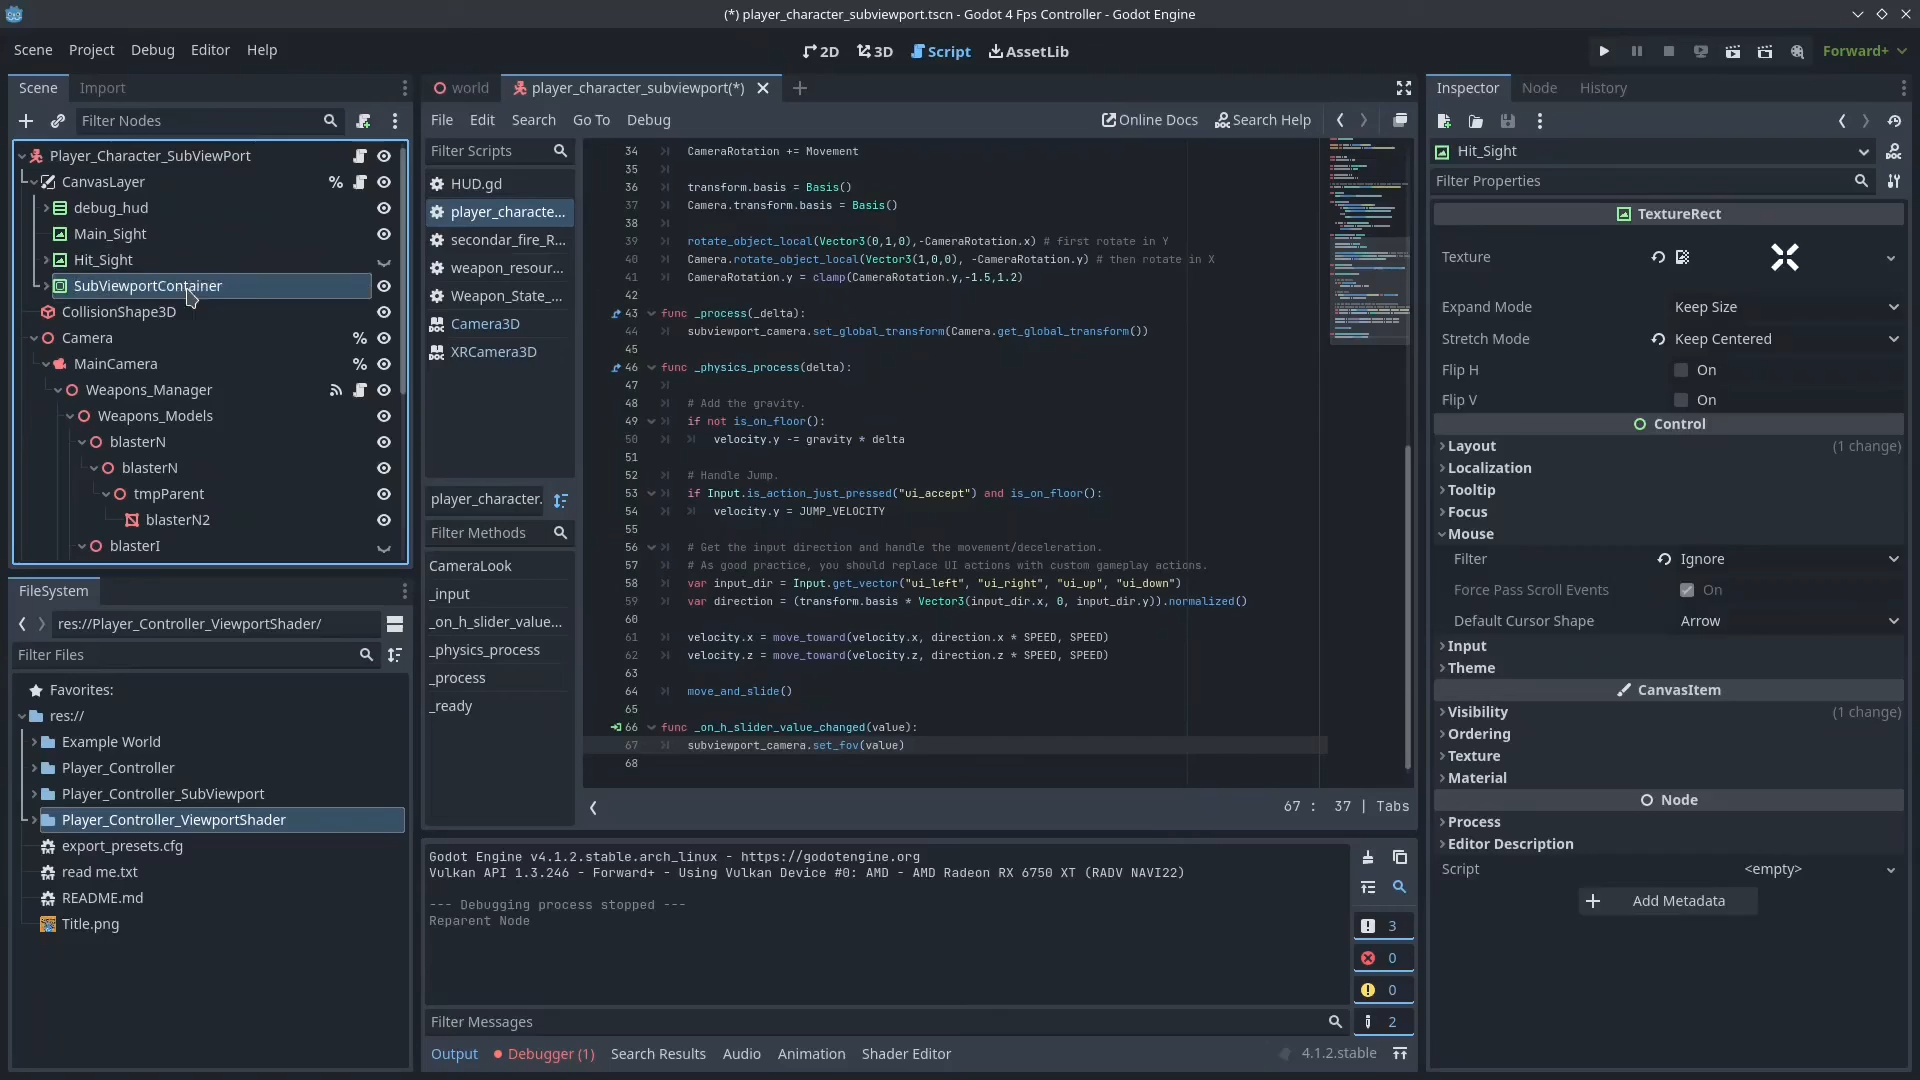 (*) player_character_subviewport.tscn - Godot 4 Fps Controller - Godot Engine
Scene Project Debug Editor Help
2D 3D Script AssetLib
Forward+
Scene Import
Filter Nodes
Player_Character_SubViewPort
CanvasLayer %
debug_hud
Main_Sight
Hit_Sight
SubViewportContainer
CollisionShape3D
Camera %
MainCamera %
Weapons_Manager
Weapons_Models
blasterN
blasterN
tmpParent
blasterN2
blasterI
FileSystem
res://Player_Controller_ViewportShader/
Filter Files
Favorites:
res://
Example World
Player_Controller
Player_Controller_SubViewport
Player_Controller_ViewportShader
export_presets.cfg
read me.txt
README.md
Title.png
world player_character_subviewport(*)
File Edit Search Go To Debug
Online Docs Search Help
Filter Scripts
HUD.gd
player_characte...
secondar_fire_R...
weapon_resour...
Weapon_State_...
Camera3D
XRCamera3D
player_character.
Filter Methods
CameraLook
_input
_on_h_slider_value...
_physics_process
_process
_ready
34 CameraRotation += Movement
35
36 transform.basis = Basis()
37 Camera.transform.basis = Basis()
38
39 rotate_object_local(Vector3(0,1,0),-CameraRotation.x) # first rotate in Y
40 Camera.rotate_object_local(Vector3(1,0,0), -CameraRotation.y) # then rotate in X
41 CameraRotation.y = clamp(CameraRotation.y,-1.5,1.2)
42
43 func _process(_delta):
44 subviewport_camera.set_global_transform(Camera.get_global_transform())
45
46 func _physics_process(delta):
47
48 # Add the gravity.
49 if not is_on_floor():
50 velocity.y -= gravity * delta
51
52 # Handle Jump.
53 if Input.is_action_just_pressed("ui_accept") and is_on_floor():
54 velocity.y = JUMP_VELOCITY
55
56 # Get the input direction and handle the movement/deceleration.
57 # As good practice, you should replace UI actions with custom gameplay actions.
58 var input_dir = Input.get_vector("ui_left", "ui_right", "ui_up", "ui_down")
59 var direction = (transform.basis * Vector3(input_dir.x, 0, input_dir.y)).normalized()
60
61 velocity.x = move_toward(velocity.x, direction.x * SPEED, SPEED)
62 velocity.z = move_toward(velocity.z, direction.z * SPEED, SPEED)
63
64 move_and_slide()
65
66 func _on_h_slider_value_changed(value):
67 subviewport_camera.set_fov(value)
68
67 : 37 | Tabs
Godot Engine v4.1.2.stable.arch_linux - https://godotengine.org
Vulkan API 1.3.246 - Forward+ - Using Vulkan Device #0: AMD - AMD Radeon RX 6750 XT (RADV NAVI22)
--- Debugging process stopped ---
Reparent Node
3
0
0
2
Filter Messages
Output Debugger (1) Search Results Audio Animation Shader Editor
4.1.2.stable
Inspector Node History
Hit_Sight
Filter Properties
TextureRect
Texture
Expand Mode Keep Size
Stretch Mode Keep Centered
Flip H On
Flip V On
Control
Layout (1 change)
Localization
Tooltip
Focus
Mouse
Filter Ignore
Force Pass Scroll Events On
Default Cursor Shape Arrow
Input
Theme
CanvasItem
Visibility (1 change)
Ordering
Texture
Material
Node
Process
Editor Description
Script <empty>
Add Metadata